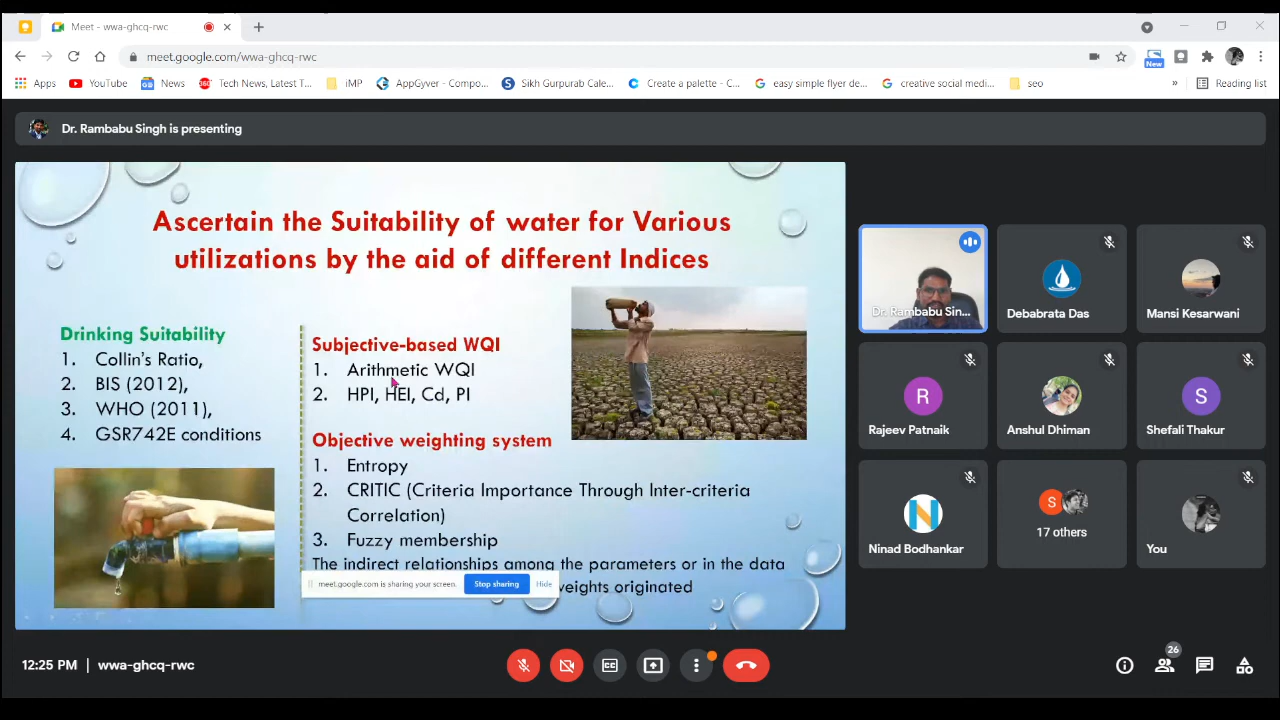 Meet - wwa-ghcq-rwc
meet.google.com/wwa-ghcq-rwc
New
Apps
YouTube
News
Tech News, Latest T...
iMP
AppGyver - Compo...
Sikh Gurpurab Cale...
Create a palette - C...
easy simple flyer de...
creative social medi...
seo
»
Reading list
Dr. Rambabu Singh is presenting
Ascertain the Suitability of water for Various
utilizations by the aid of different Indices
Drinking Suitability
1. Collin's Ratio,
2. BIS (2012),
3. WHO (2011),
4. GSR742E conditions
Subjective-based WQI
1. Arithmetic WQI
2. HPI, HEI, Cd, PI
Objective weighting system
1. Entropy
2. CRITIC (Criteria Importance Through Inter-criteria
Correlation)
3. Fuzzy membership
The indirect relationships among the parameters or in the data
weights originated
meet.google.com is sharing your screen.
Stop sharing
Hide
Dr. Rambabu Sin...
Debabrata Das
Mansi Kesarwani
R
Rajeev Patnaik
Anshul Dhiman
S
Shefali Thakur
N
Ninad Bodhankar
S
17 others
You
12:25 PM | wwa-ghcq-rwc
26